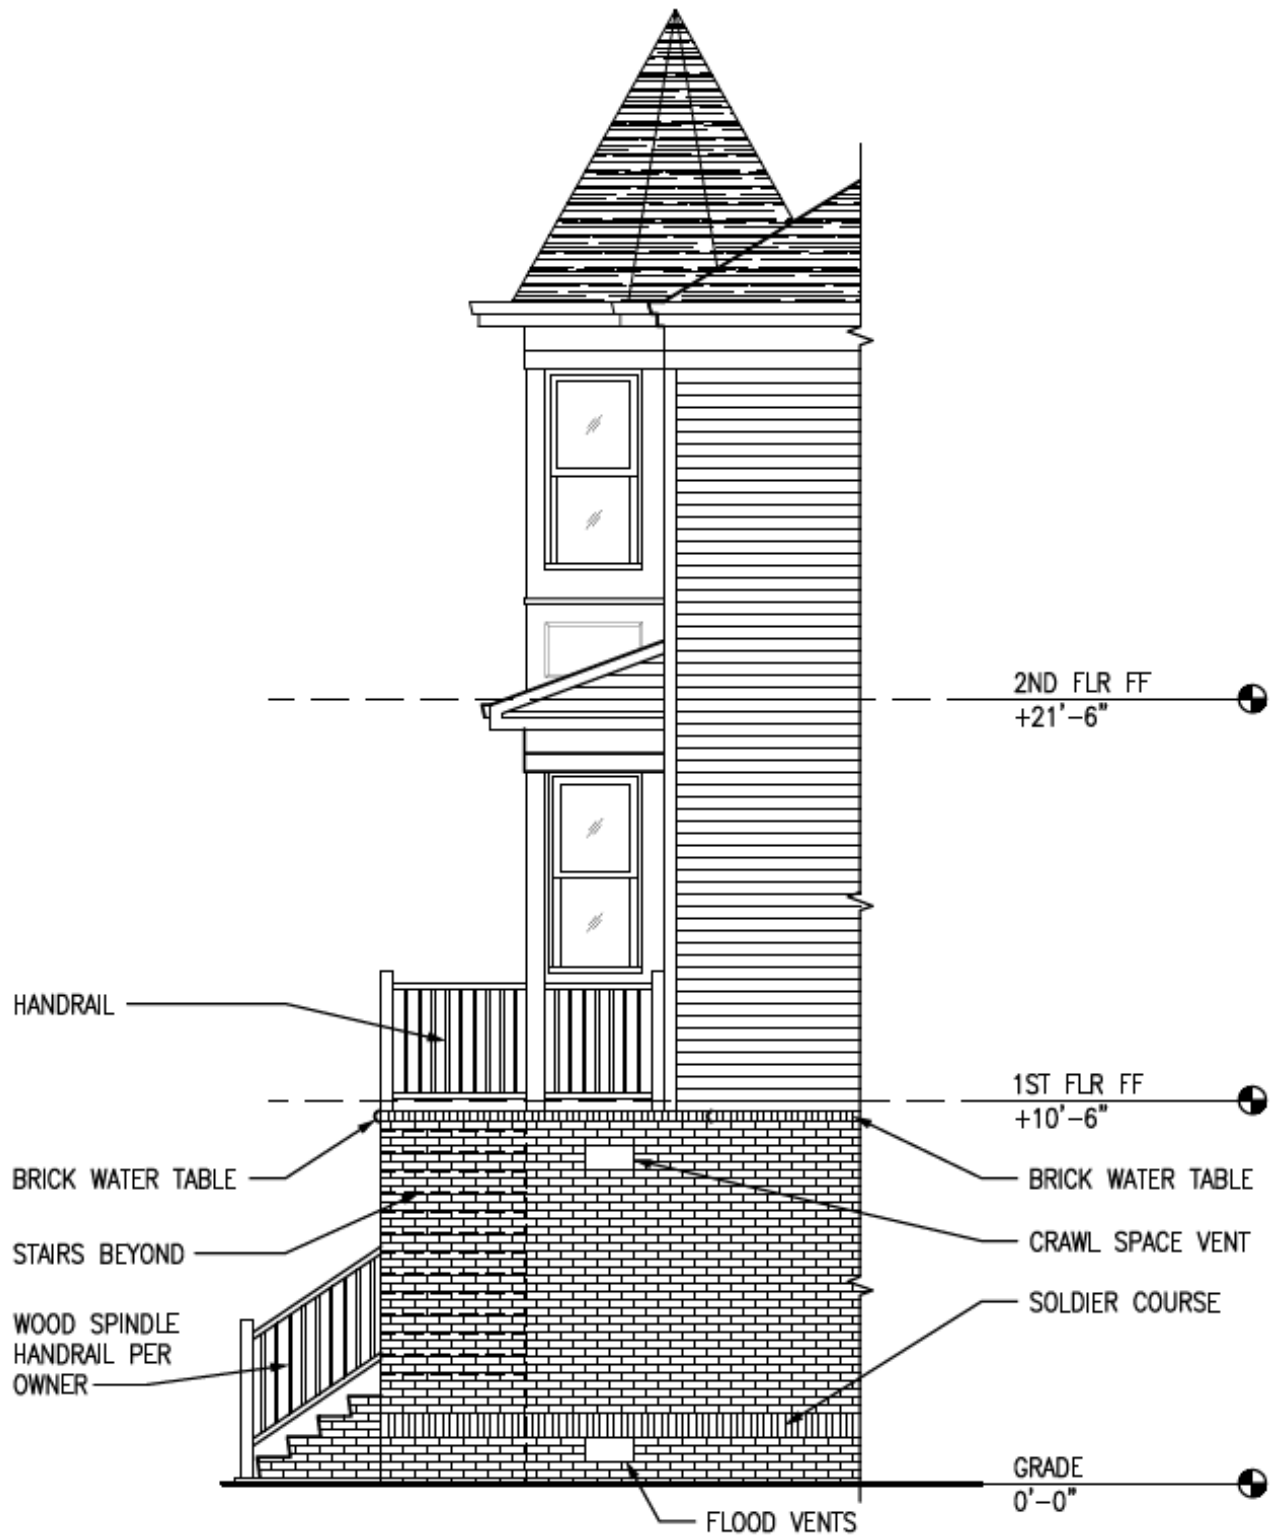 2ND FLR FF
+21'-6"
HANDRAIL
1ST FLR FF
+10'-6"
BRICK WATER TABLE
BRICK WATER TABLE
STAIRS BEYOND
CRAWL SPACE VENT
SOLDIER COURSE
WOOD SPINDLE
HANDRAIL PER
OWNER
GRADE
0'-0"
FLOOD VENTS